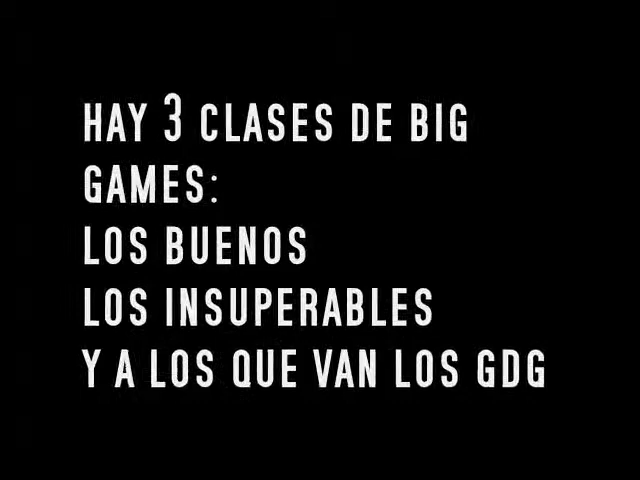 HAY 3 CLASES DE BIG
GAMES:
LOS BUENOS
LOS INSUPERABLES
Y A LOS QUE VAN LOS GDG